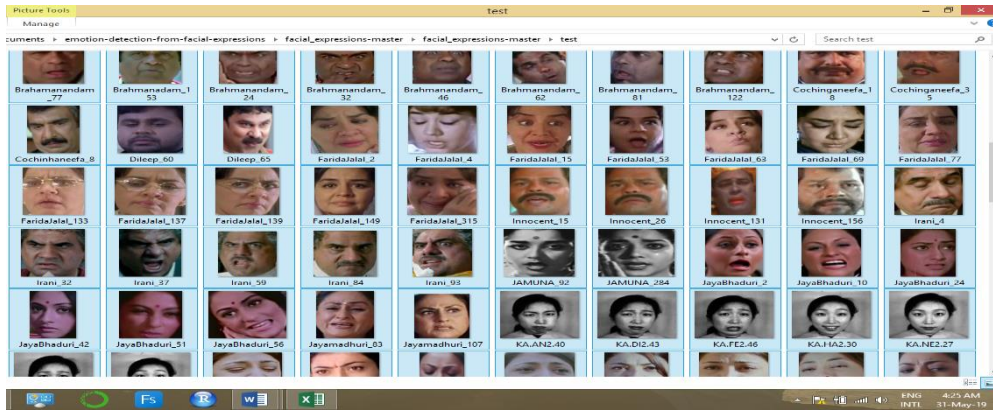 Picture Tools
test
Manage
cuments ▸ emotion-detection-from-facial-expressions ▸ facial_expressions-master ▸ facial_expressions-master ▸ test
Search test
Brahamanandam_77
Brahmanadam_153
Brahmanandam_24
Brahmanandam_32
Brahmanandam_46
Brahmanandam_62
Brahmanandam_81
Brahmanandam_122
Cochinganeefa_18
Cochinganeefa_35
Cochinhaneefa_8
Dileep_60
Dileep_65
FaridaJalal_2
FaridaJalal_4
FaridaJalal_15
FaridaJalal_53
FaridaJalal_63
FaridaJalal_69
FaridaJalal_77
FaridaJalal_133
FaridaJalal_137
FaridaJalal_139
FaridaJalal_149
FaridaJalal_315
Innocent_15
Innocent_26
Innocent_131
Innocent_156
Irani_4
Irani_32
Irani_37
Irani_59
Irani_84
Irani_93
JAMUNA_92
JAMUNA_284
JayaBhaduri_2
JayaBhaduri_10
JayaBhaduri_24
JayaBhaduri_42
JayaBhaduri_51
JayaBhaduri_56
Jayamadhuri_83
Jayamadhuri_107
KA.AN2.40
KA.DI2.43
KA.FE2.46
KA.HA2.30
KA.NE2.27
Fs
R
W
X
ENG
INTL
4:25 AM
31-May-19